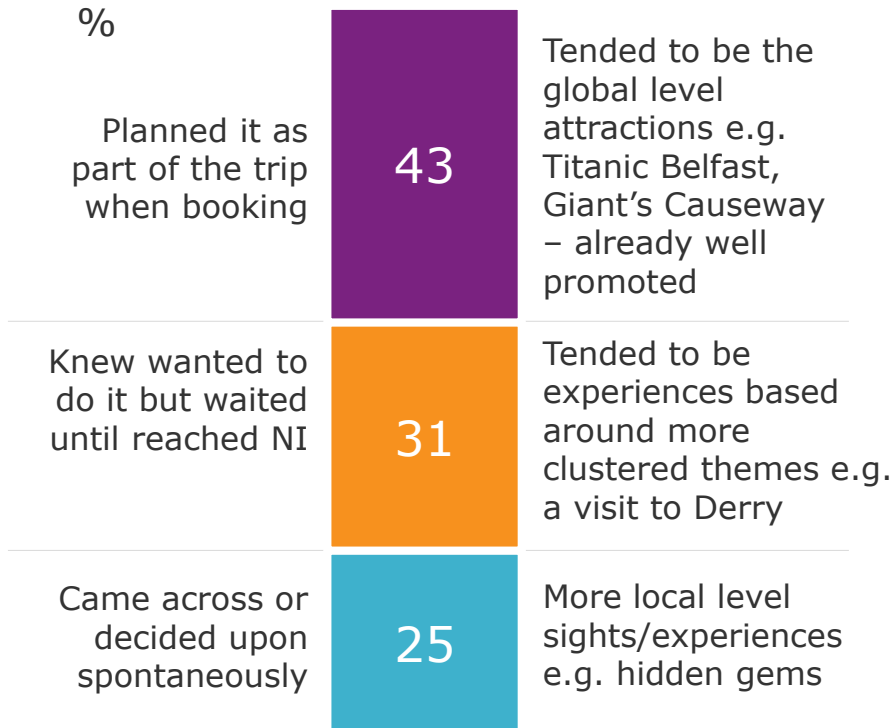 %
Planned it as
part of the trip
when booking
43
Tended to be the
global level
attractions e.g.
Titanic Belfast,
Giant’s Causeway
– already well
promoted
Knew wanted to
do it but waited
until reached NI
31
Tended to be
experiences based
around more
clustered themes e.g.
a visit to Derry
Came across or
decided upon
spontaneously
25
More local level
sights/experiences
e.g. hidden gems